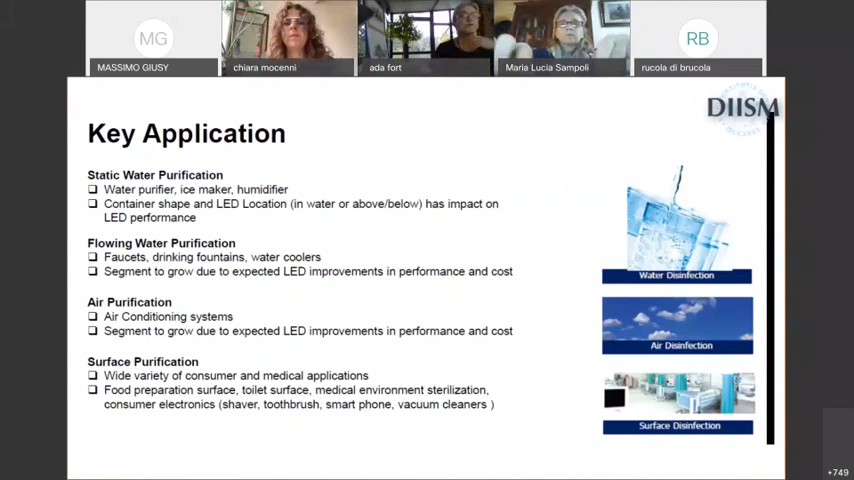 MG
RB
MASSIMO GIUSY
chiara mocenni
ada fort
Maria Lucia Sampoli
rucola di brucola
DIISM
Key Application
Static Water Purification
Water purifier, ice maker, humidifier
Container shape and LED Location (in water or above/below) has impact on
LED performance
Flowing Water Purification
Faucets, drinking fountains, water coolers
Segment to grow due to expected LED improvements in performance and cost
Air Purification
Air Conditioning systems
Segment to grow due to expected LED improvements in performance and cost
Surface Purification
Wide variety of consumer and medical applications
Food preparation surface, toilet surface, medical environment sterilization,
consumer electronics (shaver, toothbrush, smart phone, vacuum cleaners )
Water Disinfection
Air Disinfection
Surface Disinfection
+749